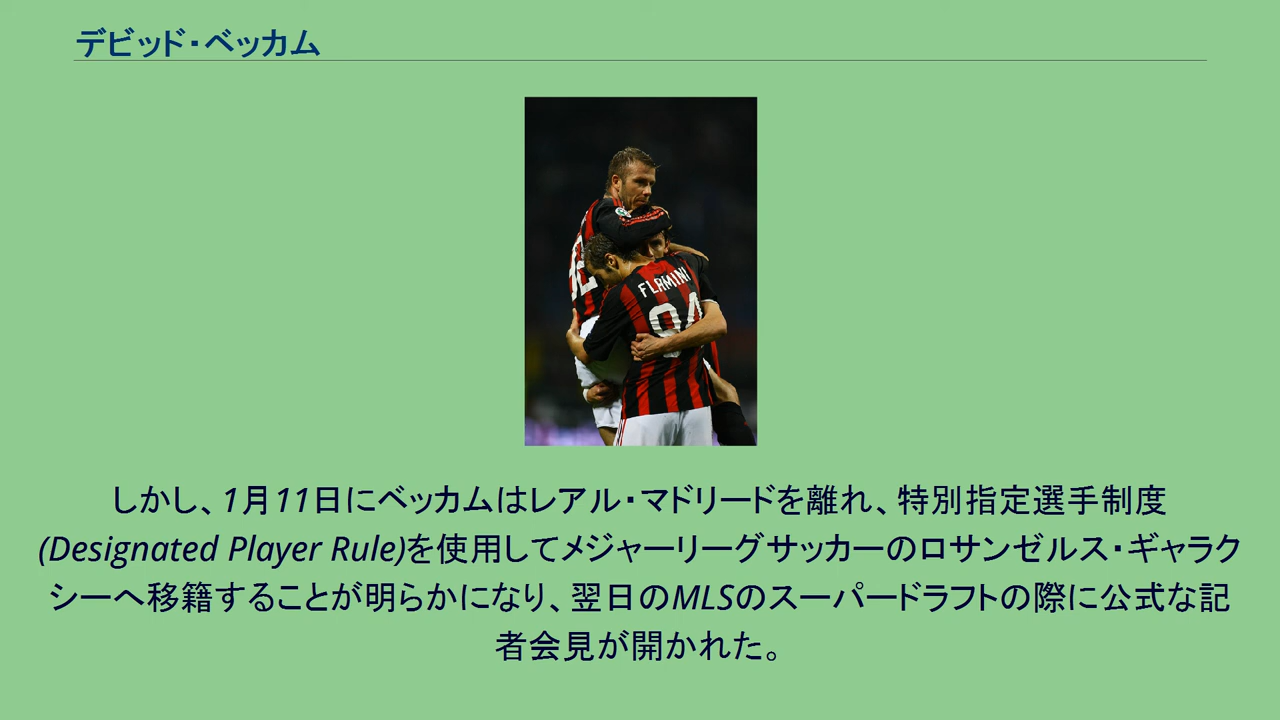 デビッド・ベッカム
FLAMINI
84
しかし、1月11日にベッカムはレアル・マドリードを離れ、特別指定選手制度
(Designated Player Rule)を使用してメジャーリーグサッカーのロサンゼルス・ギャラク
シーへ移籍することが明らかになり、翌日のMLSのスーパードラフトの際に公式な記
者会見が開かれた。